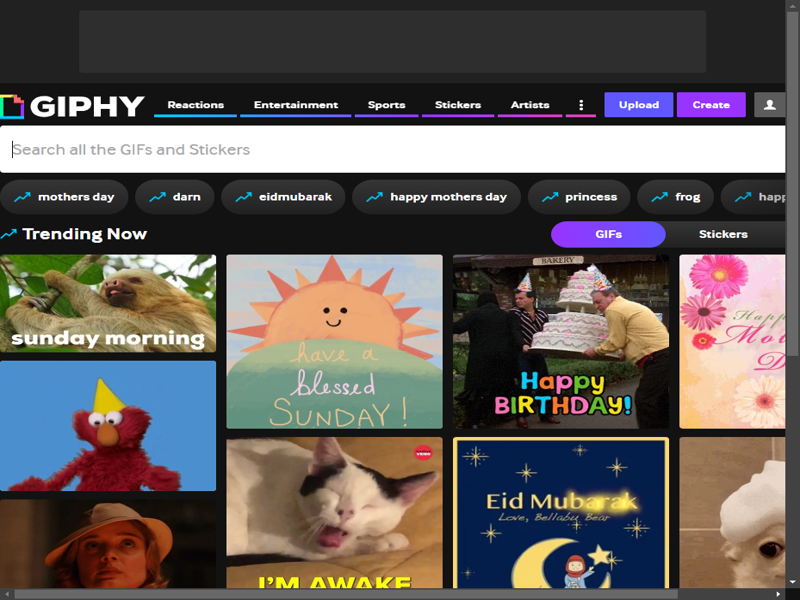 GIPHY
Reactions
Entertainment
Sports
Stickers
Artists
Upload
Create
Search all the GIFs and Stickers
mothers day
darn
eidmubarak
happy mothers day
princess
frog
happ
Trending Now
GIFs
Stickers
sunday morning
have a
blessed
SUNDAY!
BAKERY
Happy
BIRTHDAY!
Happ
Mo
D
I'M AWAKE
Eid Mubarak
Love, Bellaby Bear